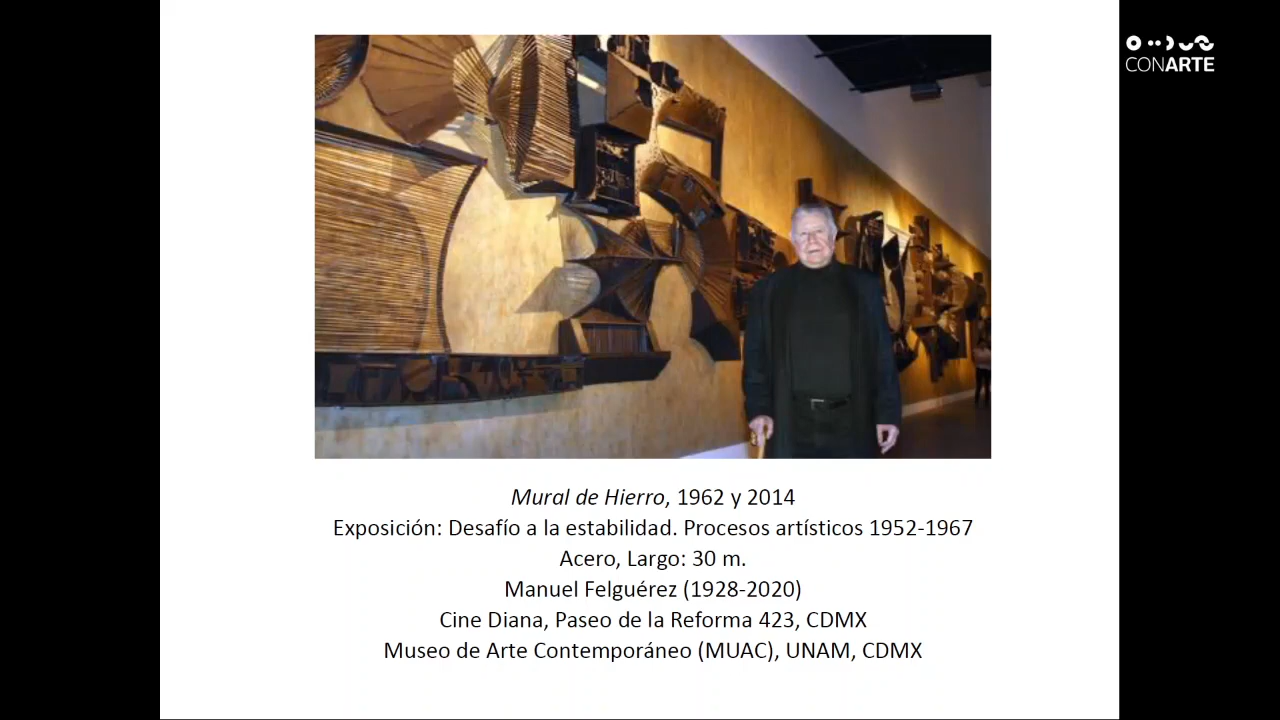 CONARTE
Mural de Hierro, 1962 y 2014
Exposición: Desafío a la estabilidad. Procesos artísticos 1952-1967
Acero, Largo: 30 m.
Manuel Felguérez (1928-2020)
Cine Diana, Paseo de la Reforma 423, CDMX
Museo de Arte Contemporáneo (MUAC), UNAM, CDMX